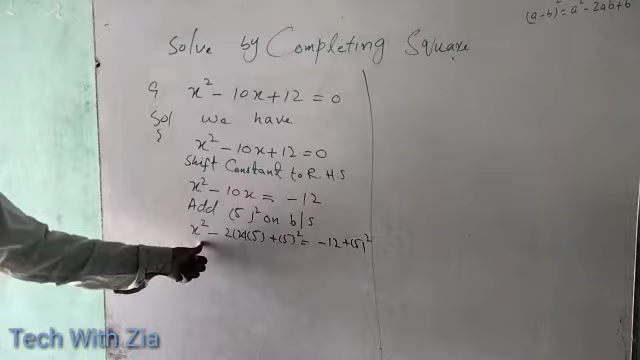 (a-b)² = a² - 2ab + b
Solve by Completing Square
x² - 10x + 12 = 0
Sol we have
x² - 10x + 12 = 0
Shift Constant to R.H.S
x² - 10x = -12
Add (5)² on b/s
x² - 2(x)(5) + (5)² = -12 + (5)²
Tech With Zia